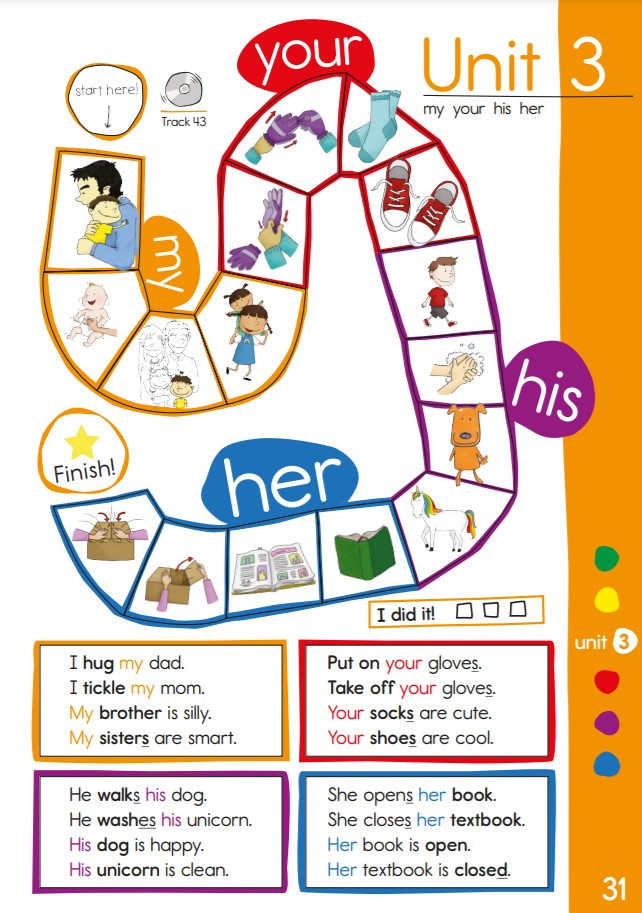 Unit 3
my your his her
start here!
Track 43
your
my
his
her
Finish!
I did it!
I hug my dad.
I tickle my mom.
My brother is silly.
My sisters are smart.
Put on your gloves.
Take off your gloves.
Your socks are cute.
Your shoes are cool.
He walks his dog.
He washes his unicorn.
His dog is happy.
His unicorn is clean.
She opens her book.
She closes her textbook.
Her book is open.
Her textbook is closed.
unit 3
31